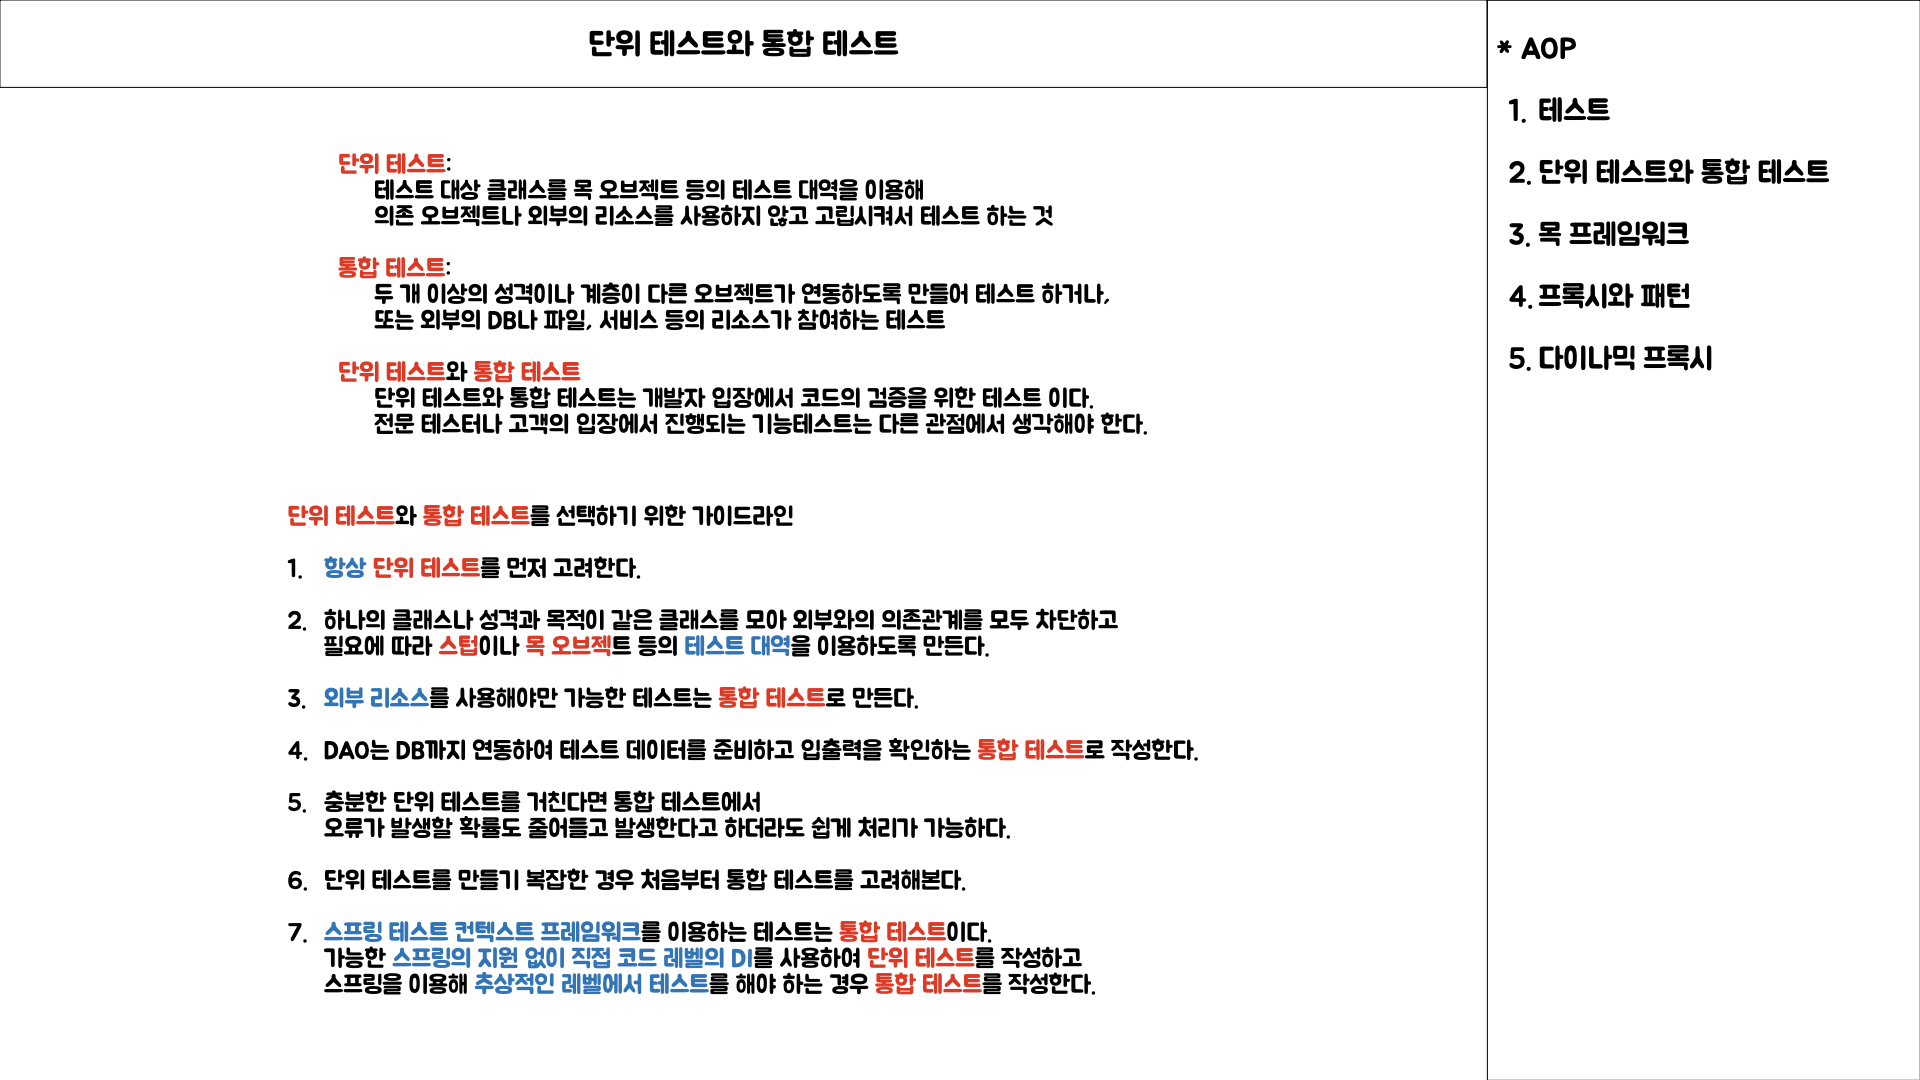 단위 테스트와 통합 테스트
단위 테스트:
테스트 대상 클래스를 목 오브젝트 등의 테스트 대역을 이용해
의존 오브젝트나 외부의 리소스를 사용하지 않고 고립시켜서 테스트 하는 것
통합 테스트:
두 개 이상의 성격이나 계층이 다른 오브젝트가 연동하도록 만들어 테스트 하거나,
또는 외부의 DB나 파일, 서비스 등의 리소스가 참여하는 테스트
단위 테스트와 통합 테스트
단위 테스트와 통합 테스트는 개발자 입장에서 코드의 검증을 위한 테스트 이다.
전문 테스터나 고객의 입장에서 진행되는 기능테스트는 다른 관점에서 생각해야 한다.
단위 테스트와 통합 테스트를 선택하기 위한 가이드라인
1. 항상 단위 테스트를 먼저 고려한다.
2. 하나의 클래스나 성격과 목적이 같은 클래스를 모아 외부와의 의존관계를 모두 차단하고
필요에 따라 스텁이나 목 오브젝트 등의 테스트 대역을 이용하도록 만든다.
3. 외부 리소스를 사용해야만 가능한 테스트는 통합 테스트로 만든다.
4. DAO는 DB까지 연동하여 테스트 데이터를 준비하고 입출력을 확인하는 통합 테스트로 작성한다.
5. 충분한 단위 테스트를 거친다면 통합 테스트에서
오류가 발생할 확률도 줄어들고 발생한다고 하더라도 쉽게 처리가 가능하다.
6. 단위 테스트를 만들기 복잡한 경우 처음부터 통합 테스트를 고려해본다.
7. 스프링 테스트 컨텍스트 프레임워크를 이용하는 테스트는 통합 테스트이다.
가능한 스프링의 지원 없이 직접 코드 레벨의 DI를 사용하여 단위 테스트를 작성하고
스프링을 이용해 추상적인 레벨에서 테스트를 해야 하는 경우 통합 테스트를 작성한다.
* AOP
1. 테스트
2. 단위 테스트와 통합 테스트
3. 목 프레임워크
4. 프록시와 패턴
5. 다이나믹 프록시